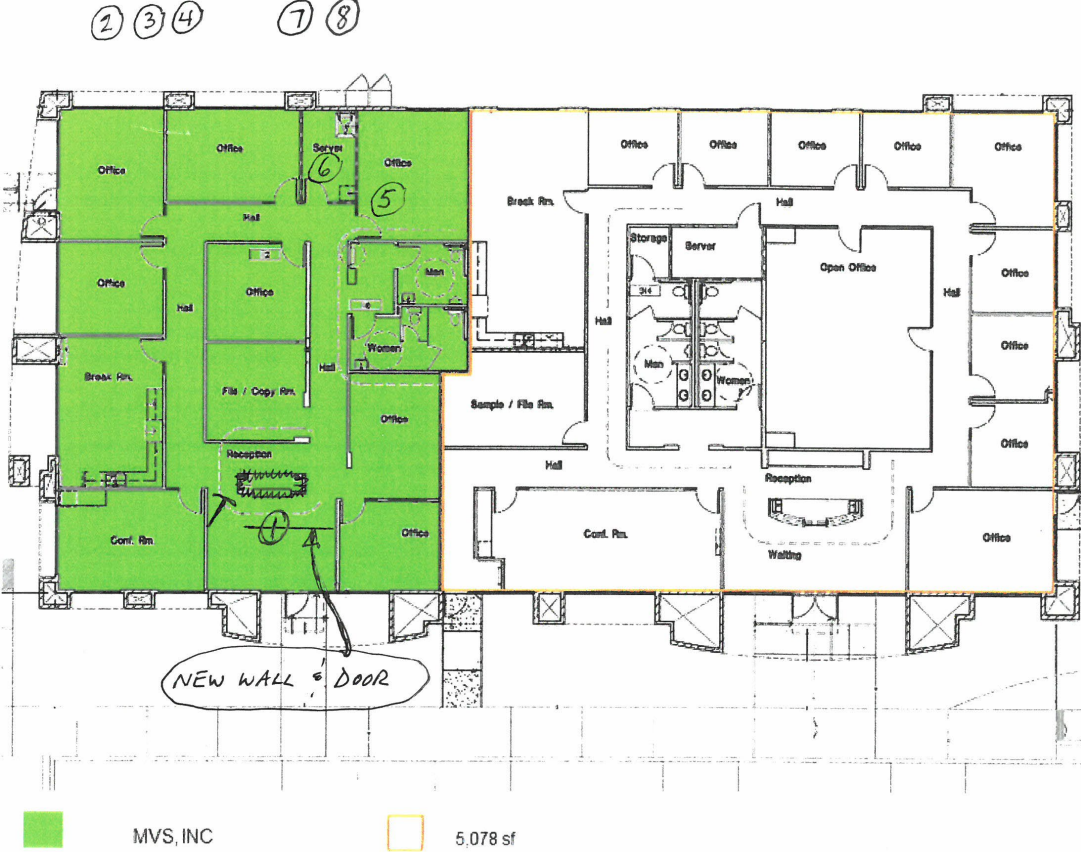 2 3 4 7 8
Office Office Server Office Office Office Office Office Office
6
5
Break Rm.
Hall Hall
Storage Server
Open Office
Men
Office Office Office
Hall Hall Hall
314
Hall
Women
Men
Women
Office
Break Rm.
File / Copy Rm.
Office
Sample / File Rm.
Office
Reception
Hall
Reception
1
Conf. Rm.
Office
Conf. Rm.
Waiting
Office
NEW WALL & DOOR
MVS, INC 5,078 sf